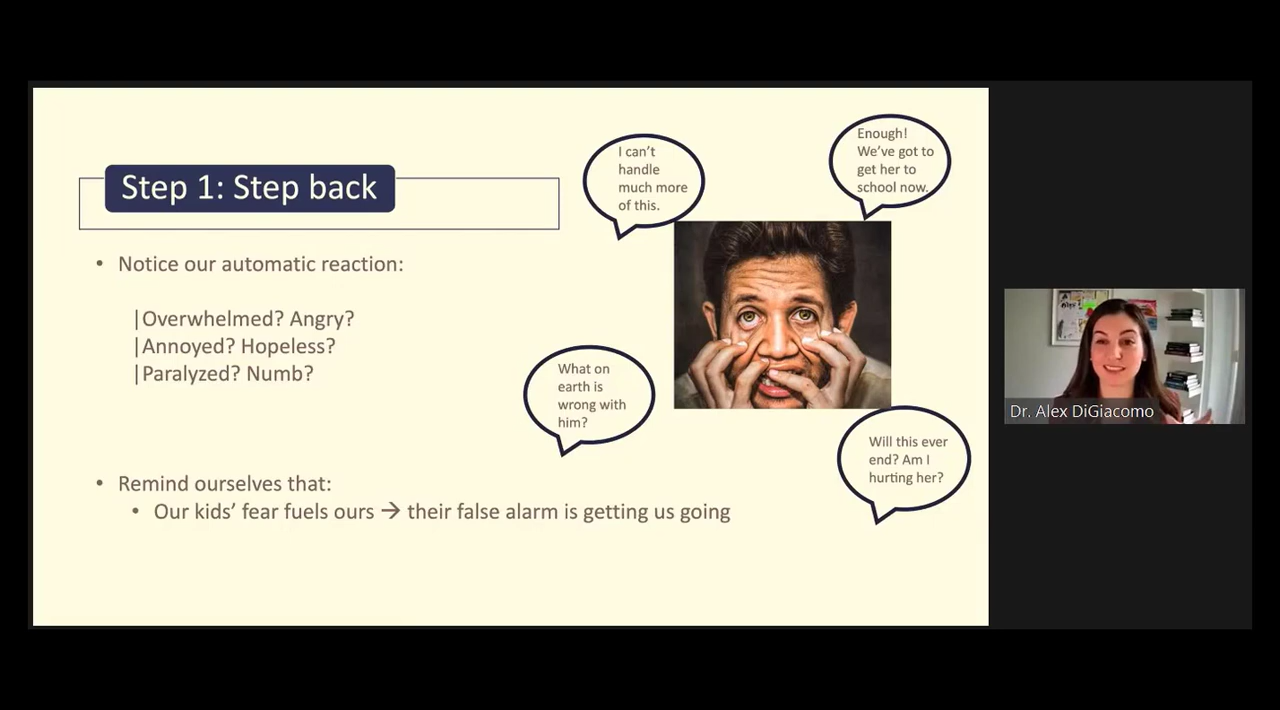 Step 1: Step back
• Notice our automatic reaction:
|Overwhelmed? Angry?
|Annoyed? Hopeless?
|Paralyzed? Numb?
• Remind ourselves that:
• Our kids’ fear fuels ours → their false alarm is getting us going
I can’t
handle
much more
of this.
Enough!
We’ve got to
get her to
school now.
What on
earth is
wrong with
him?
Will this ever
end? Am I
hurting her?
Dr. Alex DiGiacomo